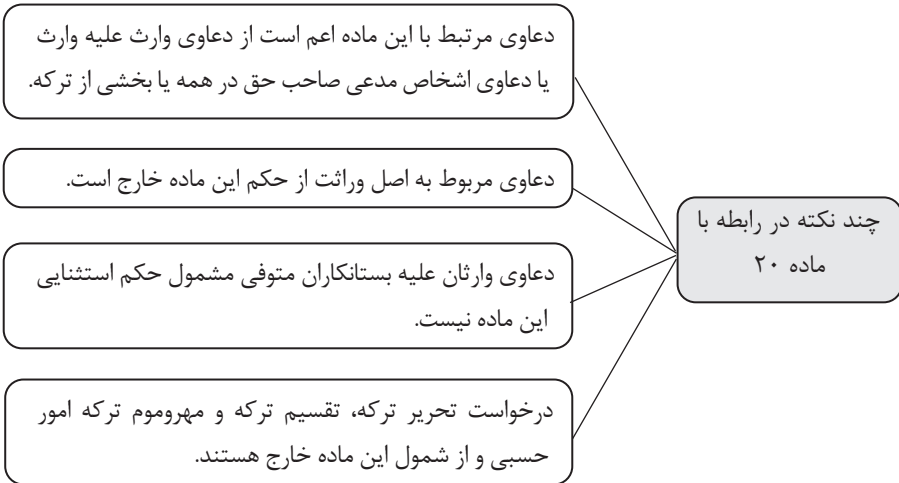 چند نکته در رابطه با
ماده ۲۰
دعاوی مرتبط با این ماده اعم است از دعاوی وارث علیه وارث
یا دعاوی اشخاص مدعی صاحب حق در همه یا بخشی از ترکه.
دعاوی مربوط به اصل وراثت از حکم این ماده خارج است.
دعاوی وارثان علیه بستانکاران متوفی مشمول حکم استثنایی
این ماده نیست.
درخواست تحریر ترکه، تقسیم ترکه و مهروموم ترکه امور
حسبی و از شمول این ماده خارج هستند.